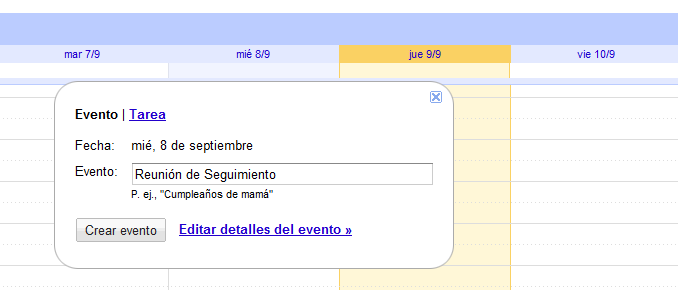 mar 7/9 mié 8/9 jue 9/9 vie 10/9
Evento | Tarea
Fecha: mié, 8 de septiembre
Evento: Reunión de Seguimiento
P. ej., "Cumpleaños de mamá"
Crear evento Editar detalles del evento »